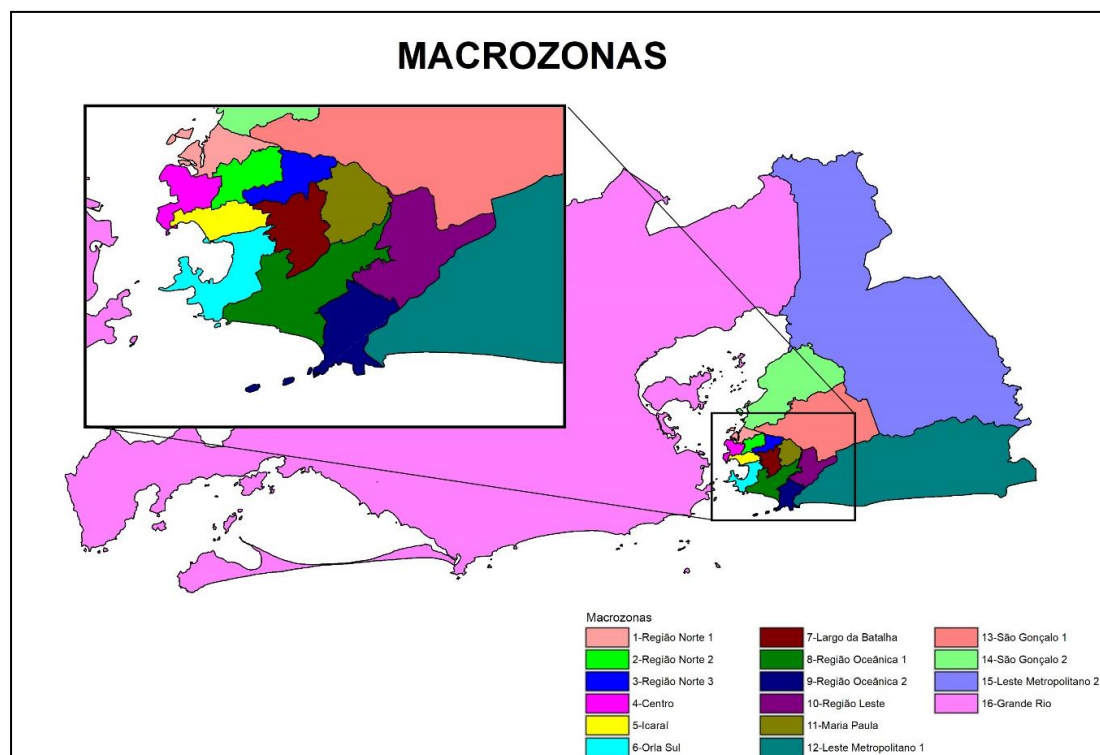 MACROZONAS
Macrozonas
1-Região Norte 1
2-Região Norte 2
3-Região Norte 3
4-Centro
5-Icaraí
6-Orla Sul
7-Largo da Batalha
8-Região Oceânica 1
9-Região Oceânica 2
10-Região Leste
11-Maria Paula
12-Leste Metropolitano 1
13-São Gonçalo 1
14-São Gonçalo 2
15-Leste Metropolitano 2
16-Grande Rio